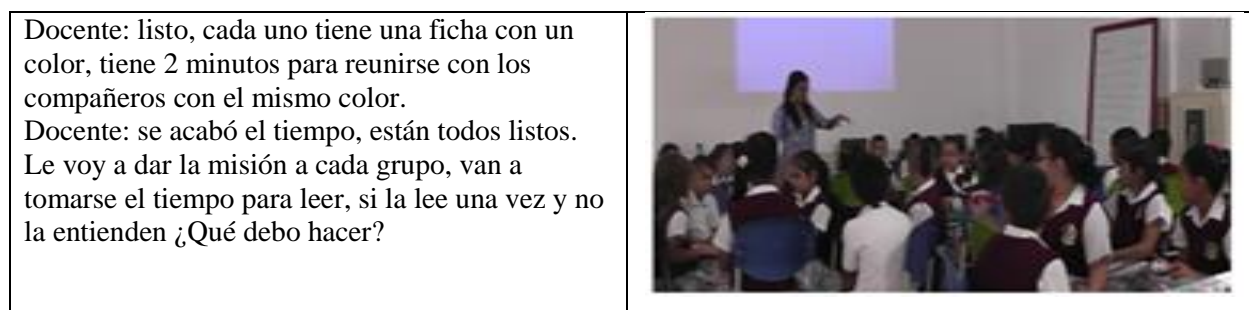 Docente: listo, cada uno tiene una ficha con un
color, tiene 2 minutos para reunirse con los
compañeros con el mismo color.
Docente: se acabó el tiempo, están todos listos.
Le voy a dar la misión a cada grupo, van a
tomarse el tiempo para leer, si la lee una vez y no
la entienden ¿Qué debo hacer?